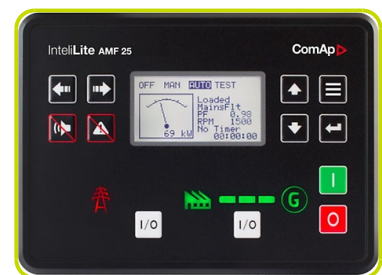 InteliLite AMF 25
ComAp
OFF MAN AUTO TEST
Loaded
MainsFlt
PF 0.98
RPM 1500
No Timer
69 kW 00:00:00
G
I
I/O
I/O
O